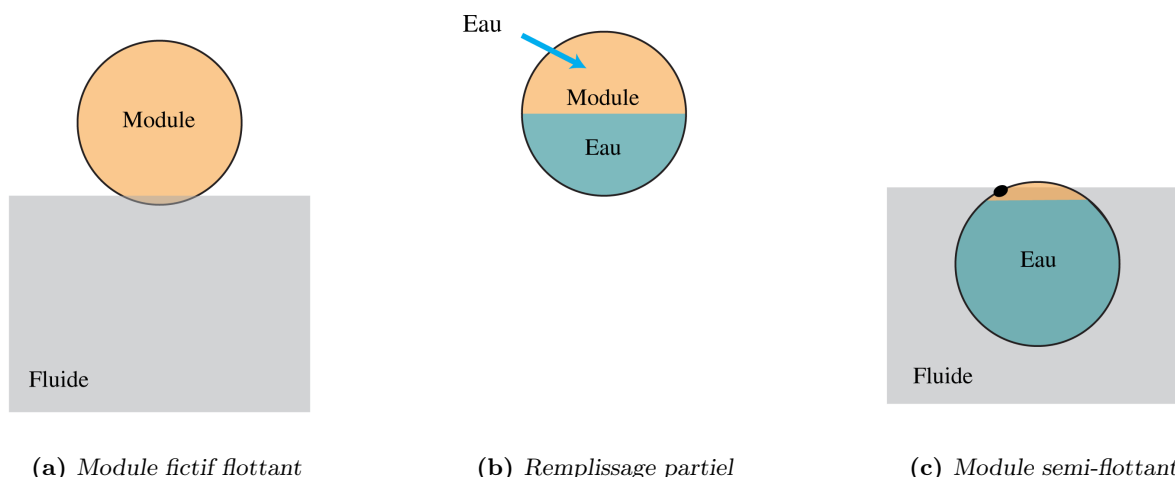 Module
Fluide
(a) Module fictif flottant
Eau
Module
Eau
(b) Remplissage partiel
Eau
Fluide
(c) Module semi-flottant